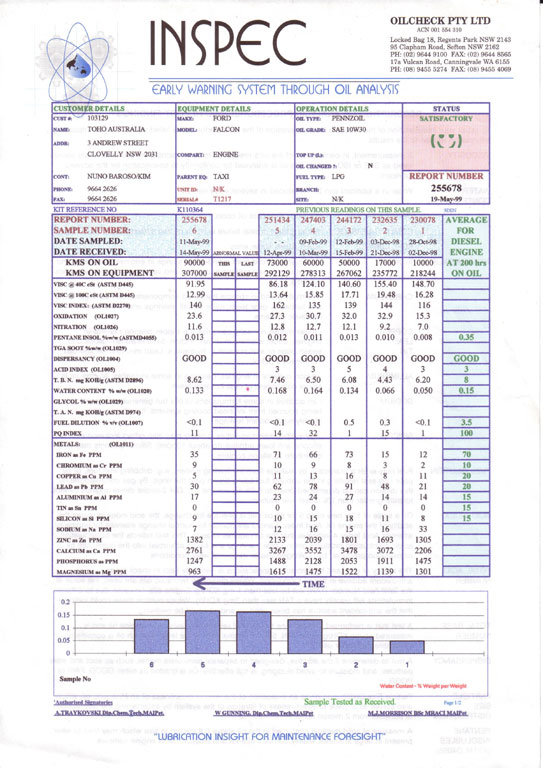 INSPEC
EARLY WARNING SYSTEM THROUGH OIL ANALYSIS
OILCHECK PTY LTD
ACN 001 554 310
Locked Bag 18, Regents Park NSW 2143
95 Clapham Road, Sefton NSW 2162
PH: (02) 9644 9100 FAX: (02) 9644 8565
17a Vulcan Road, Canningvale WA 6155
PH: (08) 9455 5274 FAX: (08) 9455 4069
CUSTOMER DETAILS EQUIPMENT DETAILS OPERATION DETAILS STATUS
CUST #: 103129 MAKE: FORD OIL TYPE: PENNZOIL SATISFACTORY
NAME: TOHO AUSTRALIA MODEL: FALCON OIL GRADE: SAE 10W30
ADR: 3 ANDREW STREET
CLOVELLY NSW 2031 COMPART: ENGINE TOP UP (L):
OIL CHANGED ?: N
CONT: NUNO BAROSO/KIM PARENT EQ: TAXI FUEL TYPE: LPG REPORT NUMBER
PHONE: 9664 2626 UNIT ID: N/K BRANCH: 255678
FAX: 9664 2626 SERIAL# T1217 SITE: N/K 19-May-99
KIT REFERENCE NO K110364 PREVIOUS READINGS ON THIS SAMPLE
REPORT NUMBER: 255678 251434 247403 244172 232635 230078 AVERAGE
SAMPLE NUMBER: 6 5 4 3 2 1 FOR
DATE SAMPLED: 11-May-99 - - 09-Feb-99 12-Feb-99 03-Dec-98 28-Oct-98 DIESEL
DATE RECEIVED: 14-May-99 ABNORMAL VALUE 12-Apr-99 10-Mar-99 15-Feb-99 21-Dec-98 02-Dec-98 ENGINE
KMS ON OIL 90000 THIS LAST 73000 60000 50000 17000 10000 AT 200 hrs
KMS ON EQUIPMENT 307000 SAMPLE SAMPLE 292129 278313 267062 235772 218244 ON OIL
VISC @ 40C cSt (ASTM D445) 91.95 86.18 124.10 140.60 155.40 148.70
VISC @ 100C cSt (ASTM D445) 12.99 13.64 15.85 17.71 19.48 16.28
VISC INDEX: (ASTM D2270) 140 162 135 139 144 116
OXIDATION (OL1027) 23.6 27.3 30.7 32.0 32.9 15.3
NITRATION (OL1026) 11.6 12.8 12.7 12.1 9.2 7.0
PENTANE INSOL %w/w (ASTMD4055) 0.013 0.012 0.011 0.013 0.010 0.008 0.35
TGA SOOT %w/w (OL1029)
DISPERSANCY (OL1004) GOOD GOOD GOOD GOOD GOOD GOOD GOOD
ACID INDEX (OL1005) 3 3 5 4 3 3
T. B. N. mg KOH/g (ASTM D2896) 8.62 7.46 6.50 6.08 4.43 6.20 8
WATER CONTENT % w/w (OL1020) 0.133 * 0.168 0.164 0.134 0.066 0.050 0.15
GLYCOL % w/w (OL1029)
T. A. N. mg KOH/g (ASTM D974)
FUEL DILUTION % v/v (OL1007) <0.1 <0.1 0.5 0.3 <0.1 3.5
PQ INDEX 11 14 32 1 15 1 100
METALS: (OL1011)
IRON as Fe PPM 35 71 66 73 15 12 70
CHROMIUM as Cr PPM 9 10 9 8 3 2 10
COPPER as Cu PPM 5 11 13 16 8 11 20
LEAD as Pb PPM 30 62 78 91 48 21 20
ALUMINIUM as Al PPM 17 23 24 27 14 14 15
TIN as Sn PPM 0 0 0 0 0 0 15
SILICON as Si PPM 9 10 15 18 11 8 15
SODIUM as Na PPM 7 12 16 15 16 33
ZINC as Zn PPM 1382 2133 2039 1801 1693 1305
CALCIUM as Ca PPM 2761 3267 3552 3478 3072 2206
PHOSPHORUS as PPM 1247 1488 2128 2053 1911 1475
MAGNESIUM as Mg PPM 963 1615 1475 1522 1139 1301
TIME
0.2
0.15
0.1
0.05
0
6 5 4 3 2 1
Sample No
Water Content - % Weight per Weight
Authorised Signatories Sample Tested as Received. Page 1/2
A.TRAYKOVSKI Dip.Chem.Tech.MAIPet W GUNNING. Dip.Chem.Tech.MAIPet M.J.MORRISON BSc MRACI MAIPet.
"LUBRICATION INSIGHT FOR MAINTENANCE FORESIGHT"